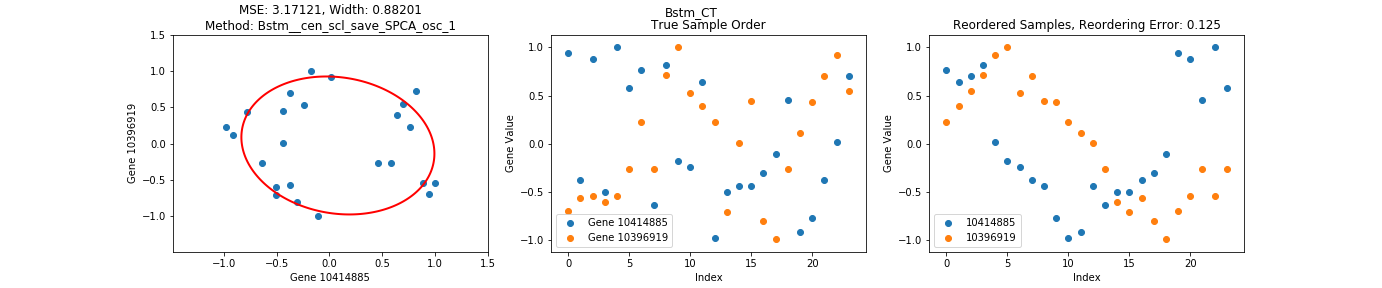 Bstm_CT
MSE: 3.17121, Width: 0.88201
Method: Bstm__cen_scl_save_SPCA_osc_1
1.5
1.0
0.5
0.0
−0.5
−1.0
Gene 10396919
−1.0 −0.5 0.0 0.5 1.0 1.5
Gene 10414885
True Sample Order
1.0
0.5
0.0
−0.5
−1.0
Gene Value
Gene 10414885
Gene 10396919
0 5 10 15 20
Index
Reordered Samples, Reordering Error: 0.125
1.0
0.5
0.0
−0.5
−1.0
Gene Value
10414885
10396919
0 5 10 15 20
Index